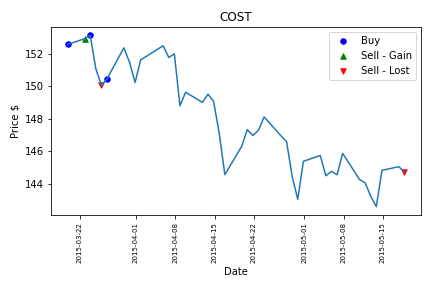 COST
Buy
Sell - Gain
Sell - Lost
Price $
152
150
148
146
144
2015-03-22
2015-04-01
2015-04-08
2015-04-15
2015-04-22
2015-05-01
2015-05-08
2015-05-15
Date